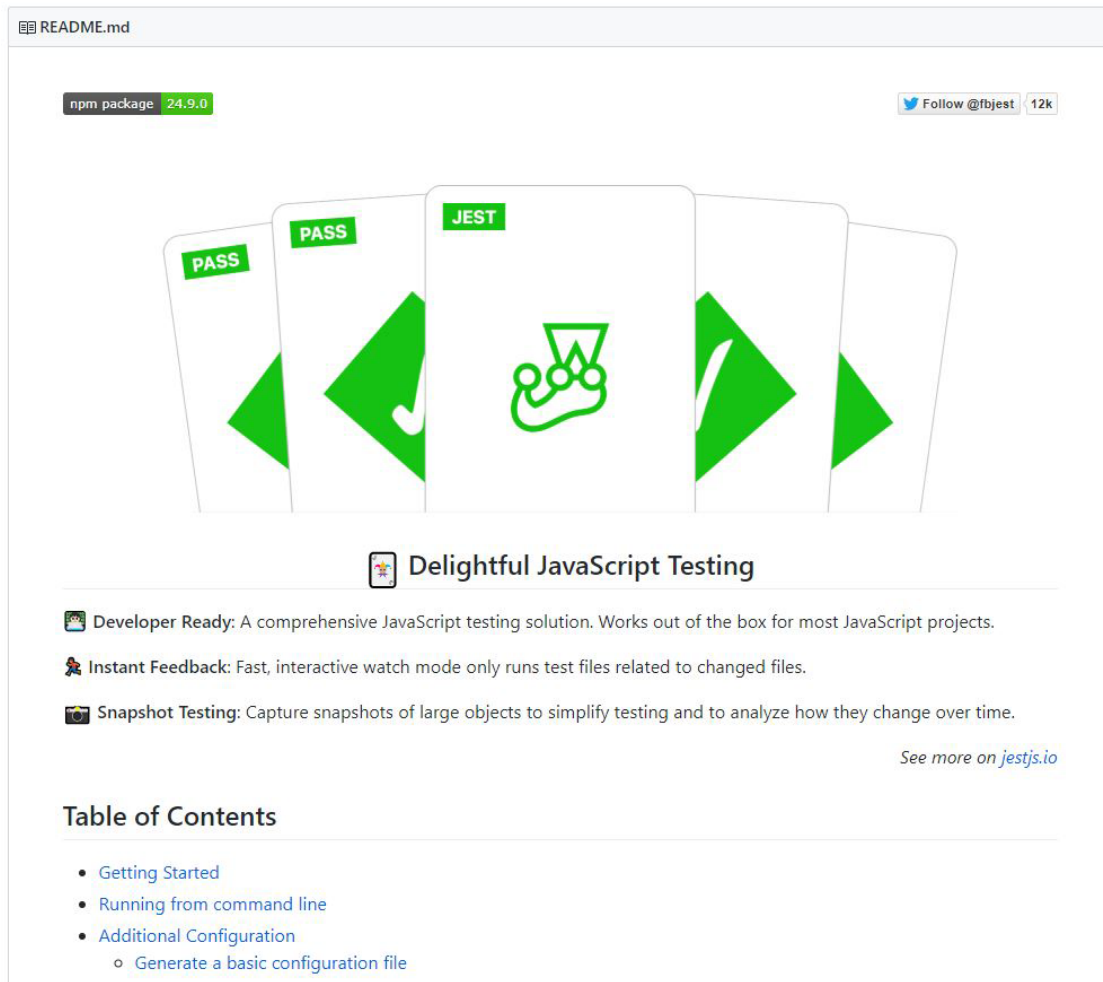 README.md
npm package 24.9.0
Follow @fbjest 12k
PASS
PASS
JEST
Delightful JavaScript Testing
Developer Ready: A comprehensive JavaScript testing solution. Works out of the box for most JavaScript projects.
Instant Feedback: Fast, interactive watch mode only runs test files related to changed files.
Snapshot Testing: Capture snapshots of large objects to simplify testing and to analyze how they change over time.
See more on jestjs.io
Table of Contents
Getting Started
Running from command line
Additional Configuration
Generate a basic configuration file